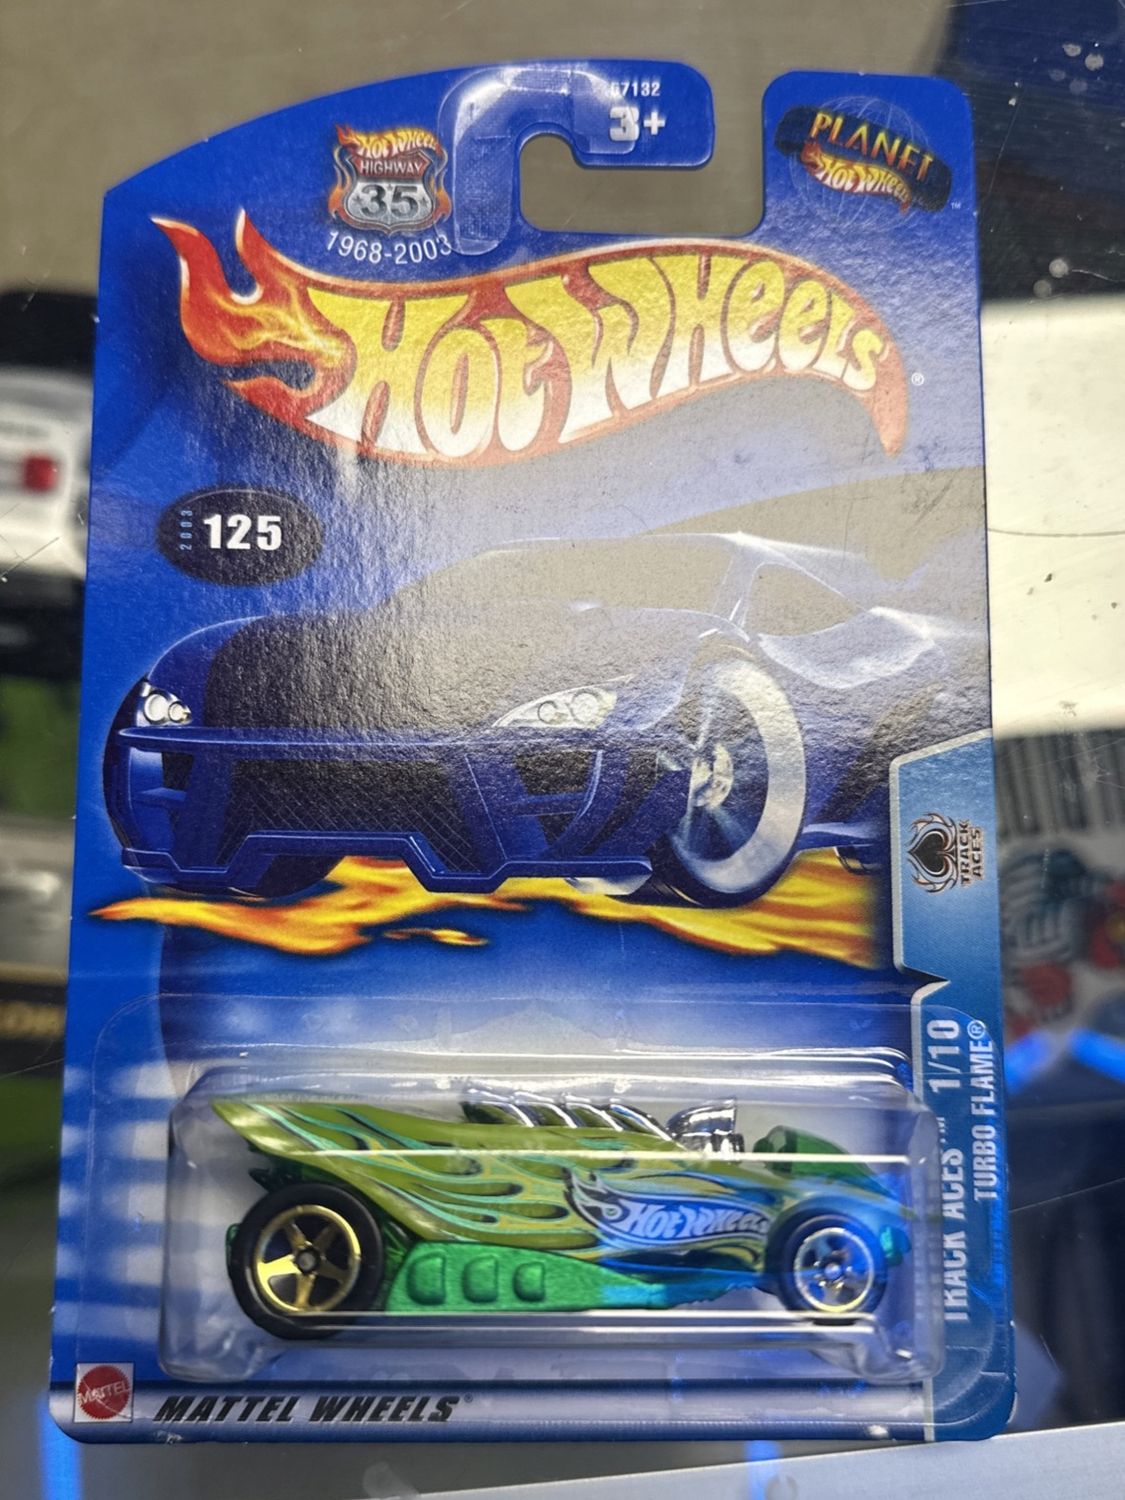 3+
PLANET
HOT WHEELS
™
HOT WHEELS
HIGHWAY
35
1968-2003
HOT WHEELS®
2003
125
TRACK
ACES
TRACK ACES™ 1/10
TURBO FLAME®
HOT WHEELS
MATTEL
MATTEL WHEELS®